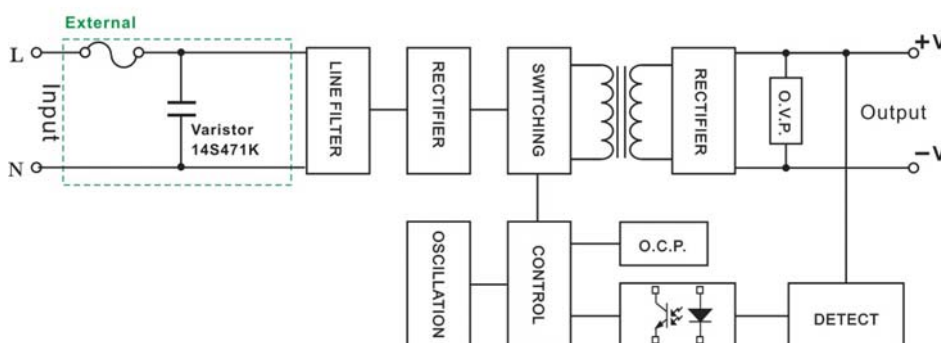 External
L
Input
N
Varistor
14S471K
LINE FILTER
RECTIFIER
SWITCHING
RECTIFIER
O.V.P.
+V
Output
−V
OSCILLATION
CONTROL
O.C.P.
DETECT